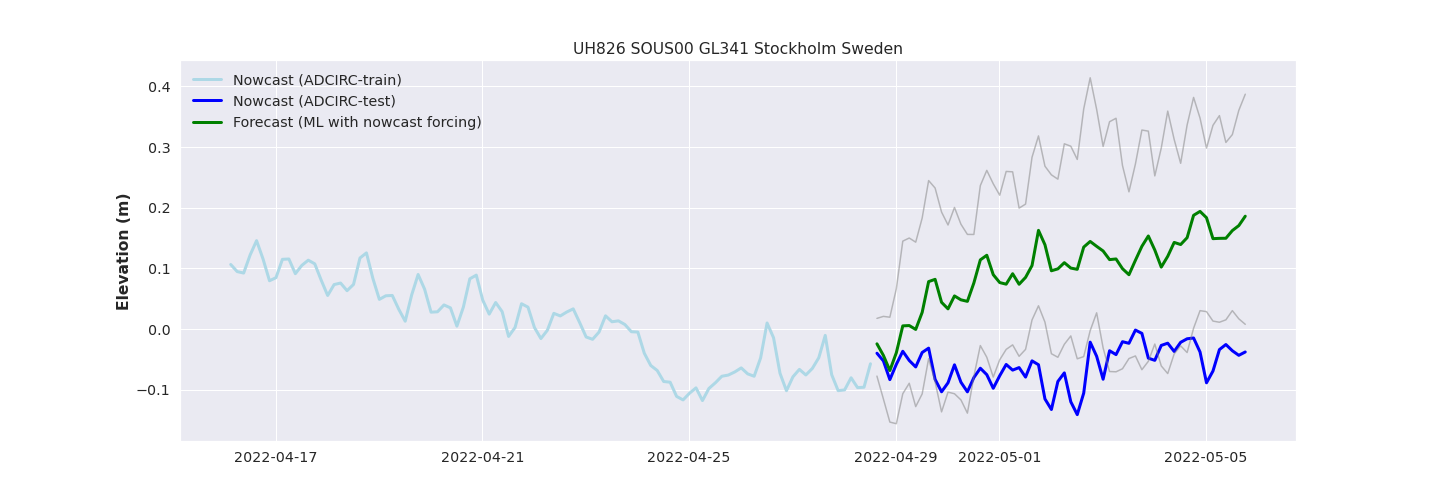 UH826 SOUS00 GL341 Stockholm Sweden
Nowcast (ADCIRC-train)
Nowcast (ADCIRC-test)
Forecast (ML with nowcast forcing)
Elevation (m)
0.4
0.3
0.2
0.1
0.0
−0.1
2022-04-17
2022-04-21
2022-04-25
2022-04-29
2022-05-01
2022-05-05